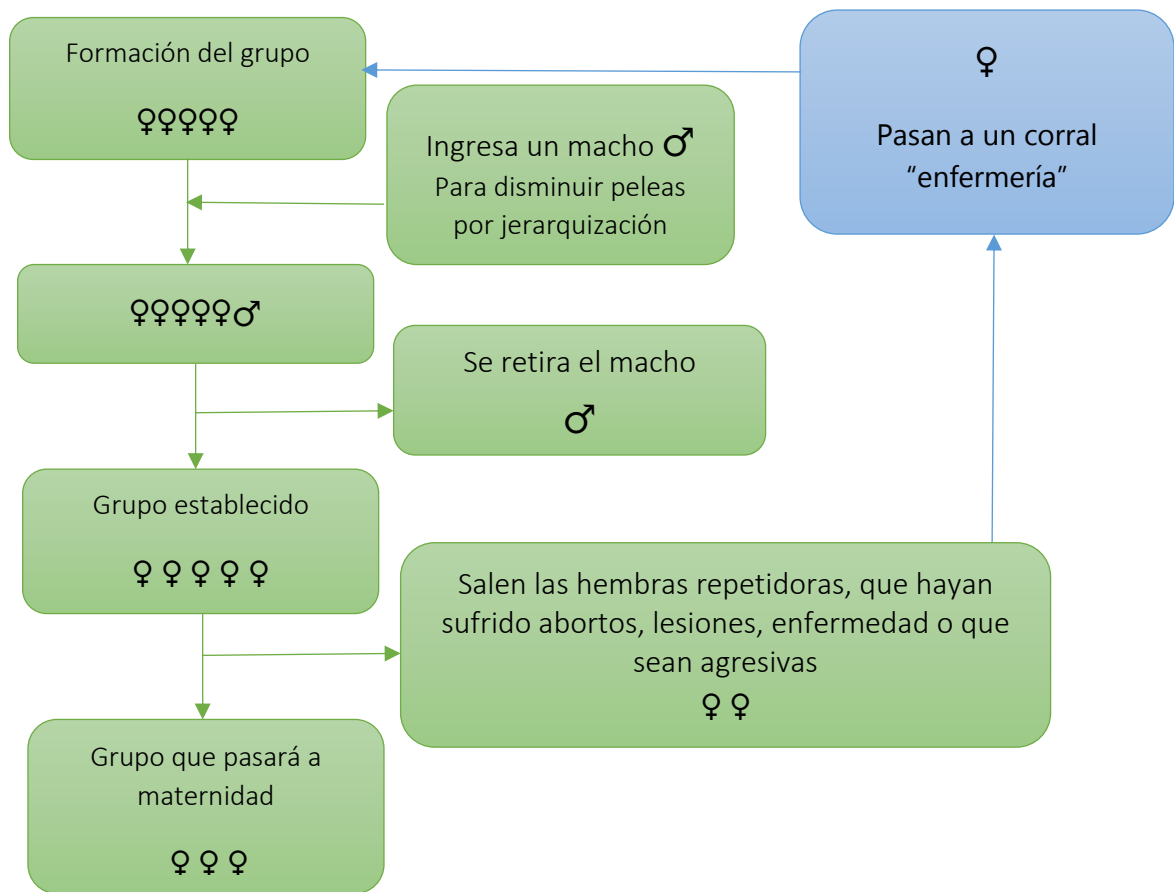 Formación del grupo
♀♀♀♀♀
Ingresa un macho ♂
Para disminuir peleas
por jerarquización
♀♀♀♀♀♂
Se retira el macho
♂
Grupo establecido
♀ ♀ ♀ ♀ ♀
Salen las hembras repetidoras, que hayan
sufrido abortos, lesiones, enfermedad o que
sean agresivas
♀ ♀
♀
Pasan a un corral
“enfermería”
Grupo que pasará a
maternidad
♀ ♀ ♀